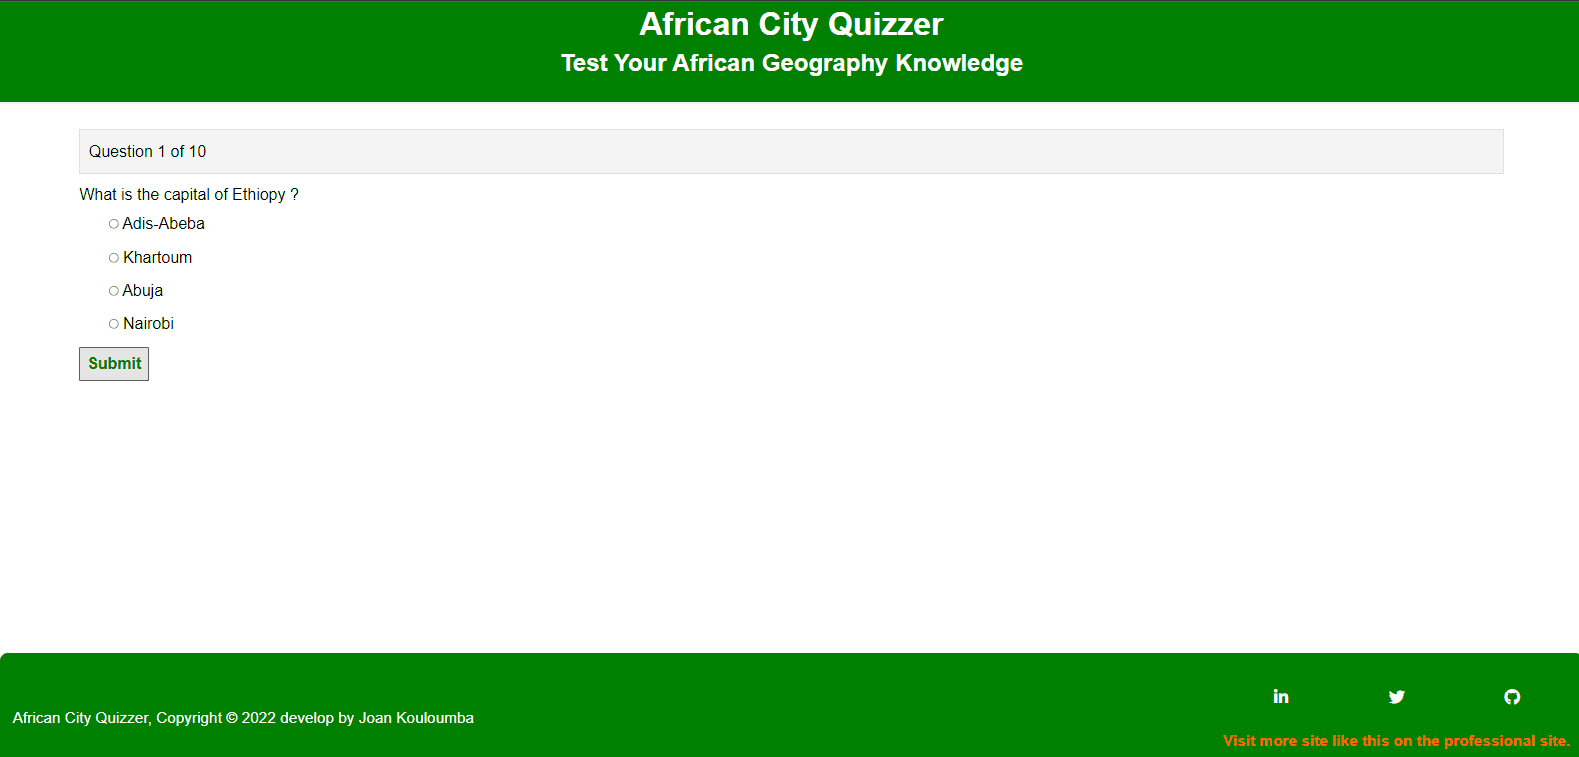 African City Quizzer
Test Your African Geography Knowledge
Question 1 of 10
What is the capital of Ethiopy ?
Adis-Abeba
Khartoum
Abuja
Nairobi
Submit
African City Quizzer, Copyright © 2022 develop by Joan Kouloumba
in
Visit more site like this on the professional site.